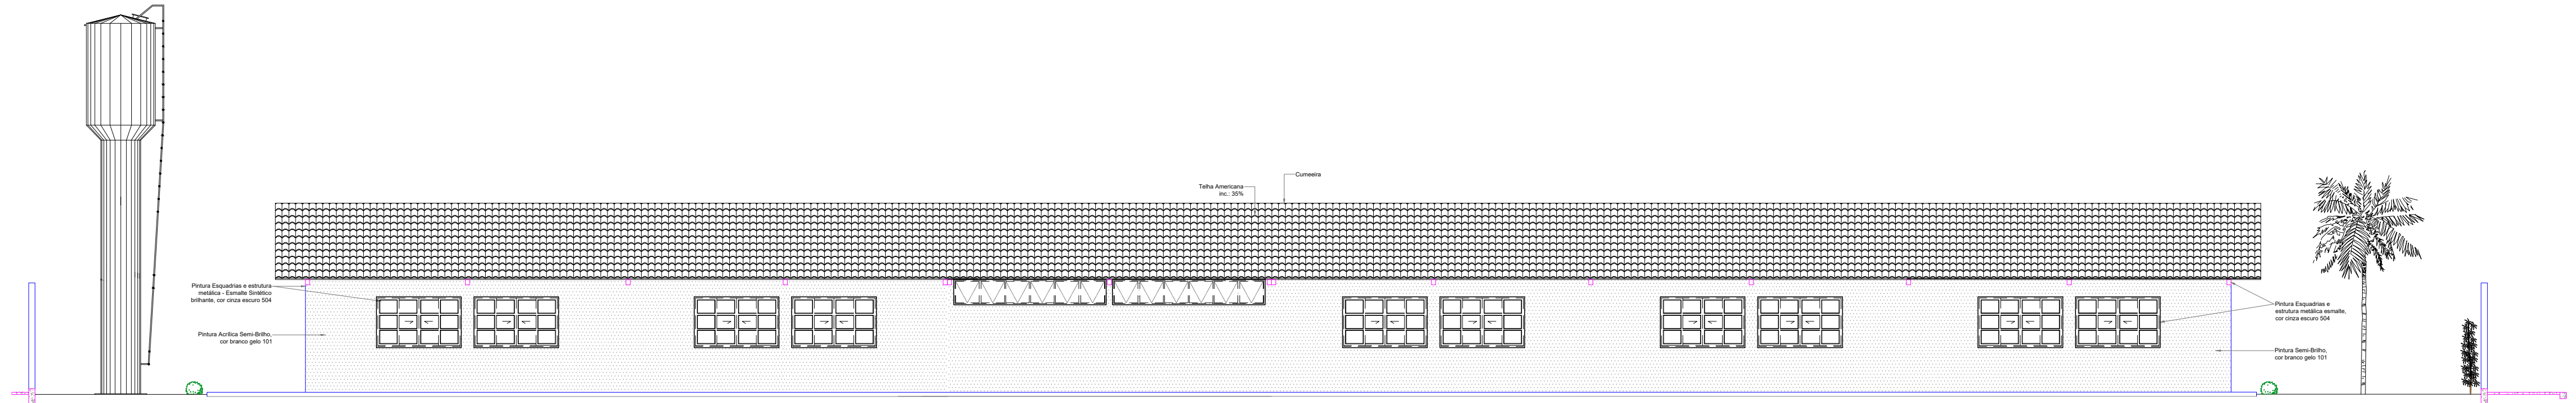 Cumeeira
Telha Americana
inc.: 35%
Pintura Esquadrias e estrutura
metálica - Esmalte Sintético
brilhante, cor cinza escuro 504
Pintura Acrílica Semi-Brilho,
cor branco gelo 101
Pintura Esquadrias e
estrutura metálica esmalte,
cor cinza escuro 504
Pintura Semi-Brilho,
cor branco gelo 101